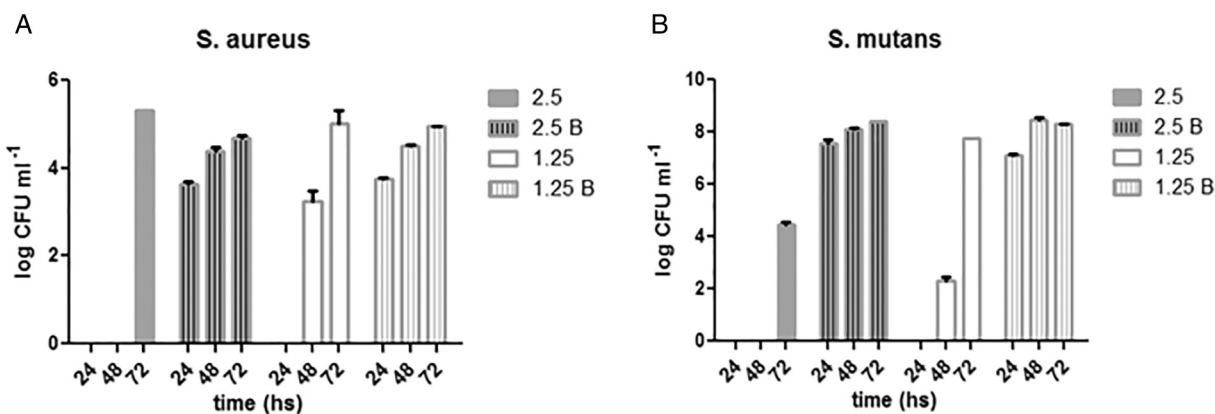 A
S. aureus
log CFU ml-1
6
4
2
0
24 48 72 24 48 72 24 48 72 24 48 72
time (hs)
2.5
2.5 B
1.25
1.25 B
B
S. mutans
log CFU ml-1
10
8
6
4
2
0
24 48 72 24 48 72 24 48 72 24 48 72
time (hs)
2.5
2.5 B
1.25
1.25 B